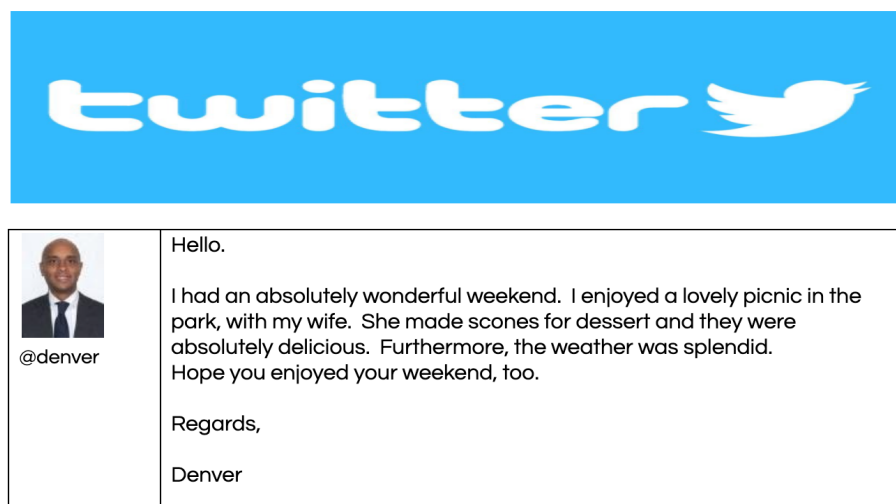 twitter
@denver
Hello.
I had an absolutely wonderful weekend. I enjoyed a lovely picnic in the
park, with my wife. She made scones for dessert and they were
absolutely delicious. Furthermore, the weather was splendid.
Hope you enjoyed your weekend, too.
Regards,
Denver